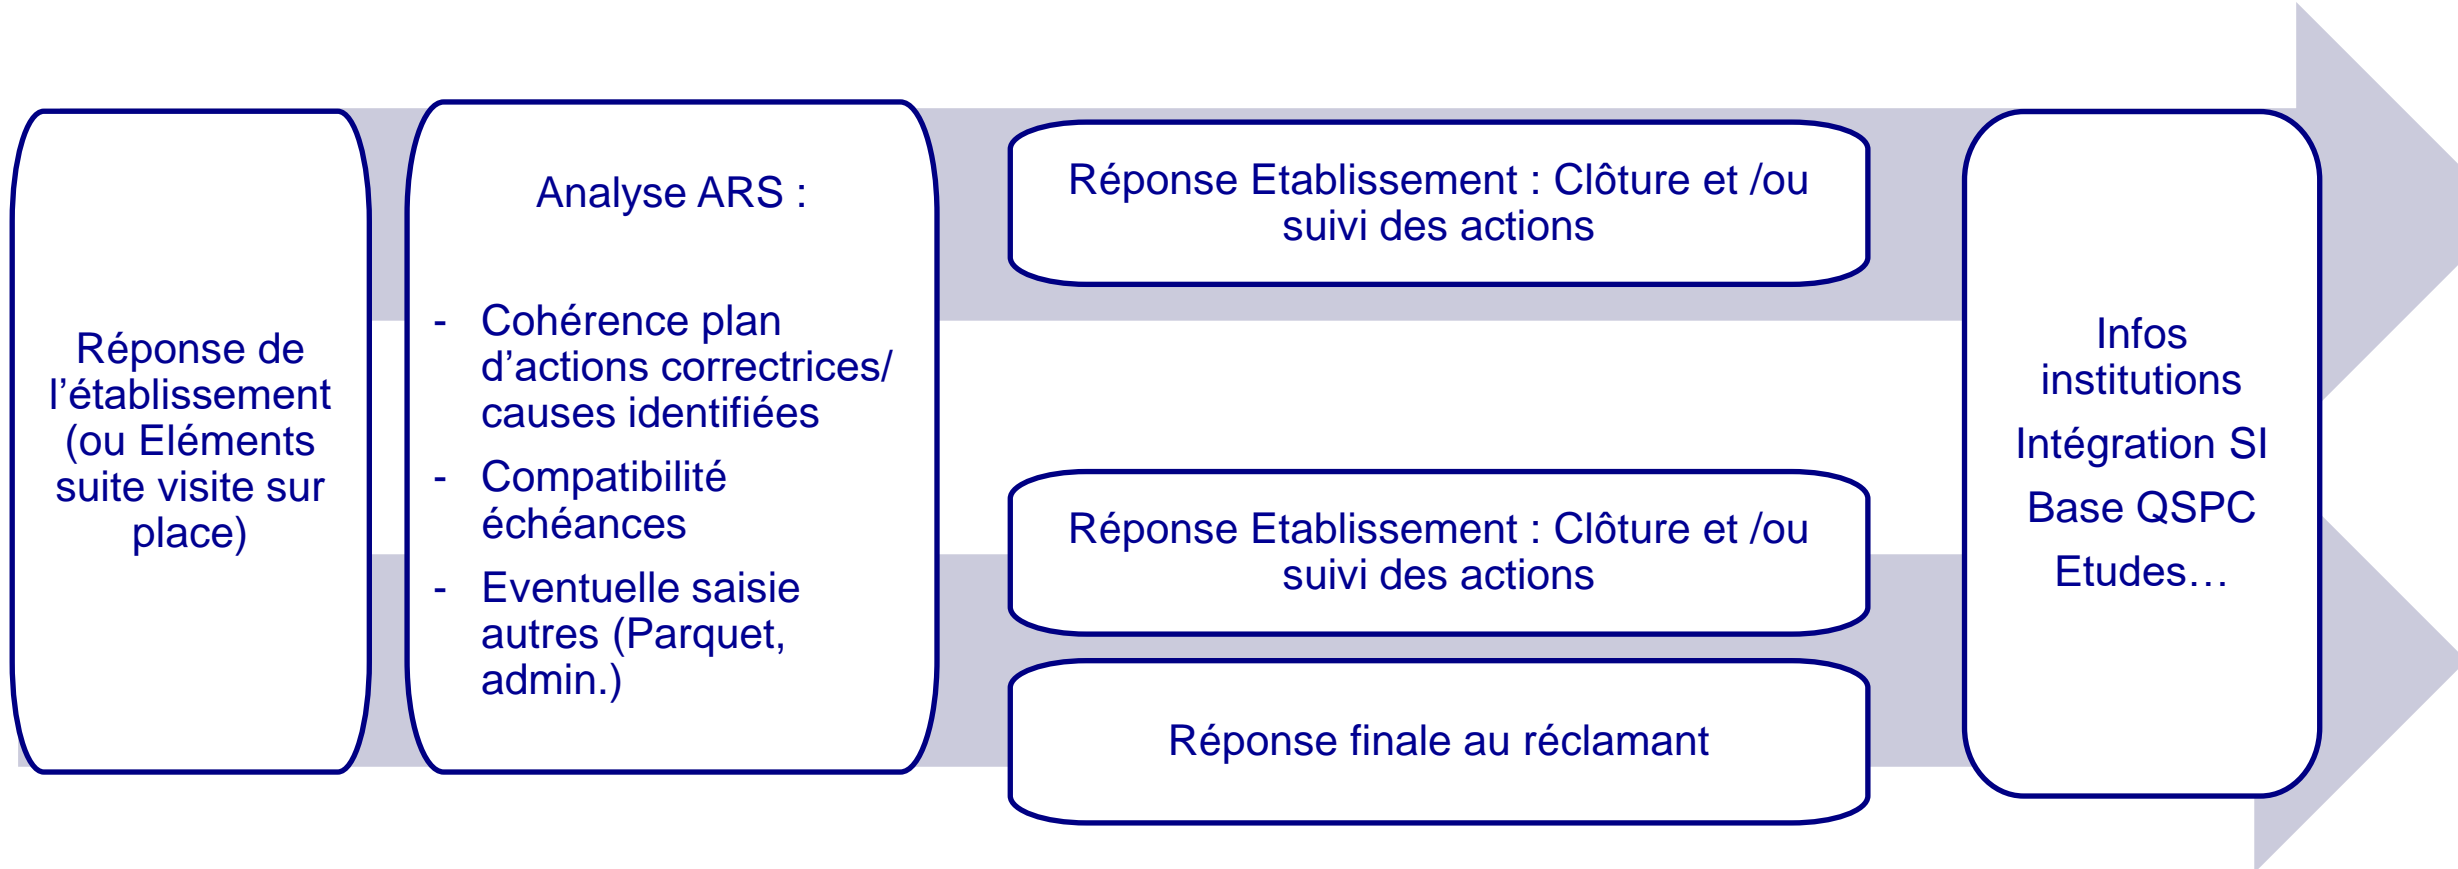 Réponse de
l’établissement
(ou Eléments
suite visite sur
place)
Analyse ARS :
- Cohérence plan
d’actions correctrices/
causes identifiées
- Compatibilité
échéances
- Eventuelle saisie
autres (Parquet,
admin.)
Réponse Etablissement : Clôture et /ou
suivi des actions
Réponse Etablissement : Clôture et /ou
suivi des actions
Réponse finale au réclamant
Infos
institutions
Intégration SI
Base QSPC
Etudes…